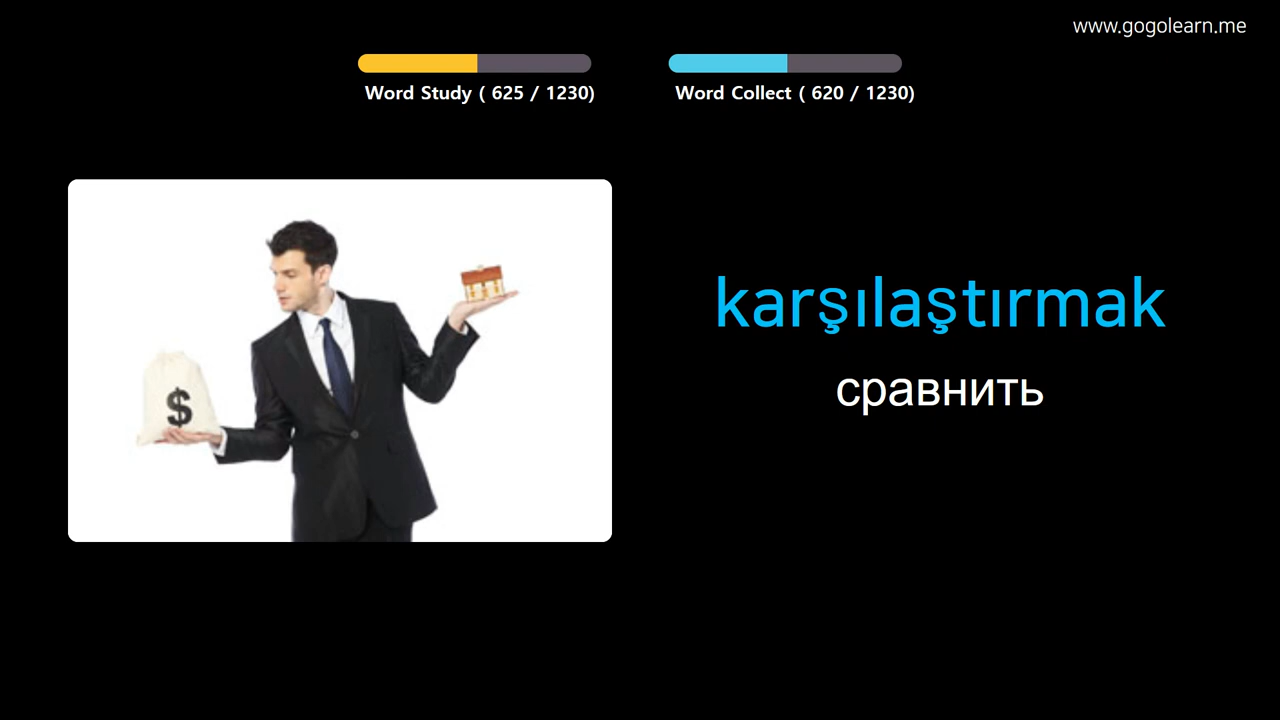 www.gogolearn.me
Word Study ( 625 / 1230)
Word Collect ( 620 / 1230)
$
karşılaştırmak
сравнить